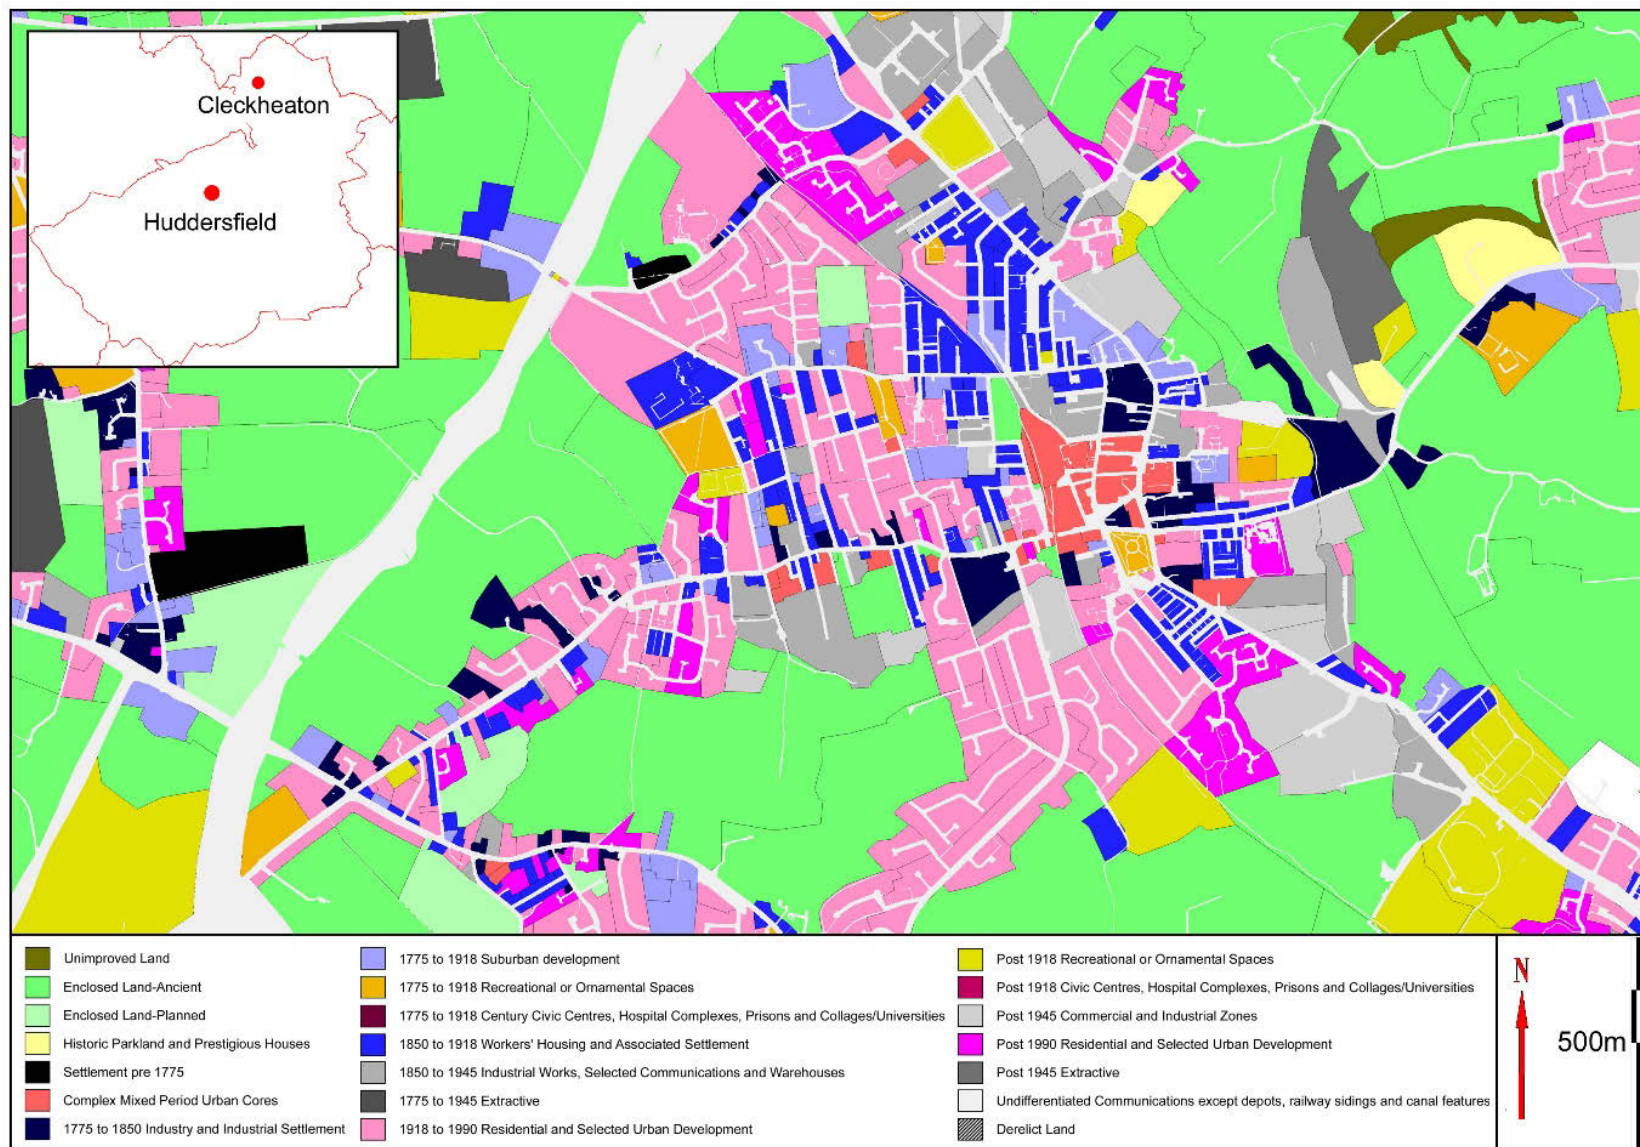 Cleckheaton
Huddersfield
Unimproved Land
Enclosed Land-Ancient
Enclosed Land-Planned
Historic Parkland and Prestigious Houses
Settlement pre 1775
Complex Mixed Period Urban Cores
1775 to 1850 Industry and Industrial Settlement
1775 to 1918 Suburban development
1775 to 1918 Recreational or Ornamental Spaces
1775 to 1918 Century Civic Centres, Hospital Complexes, Prisons and Collages/Universities
1850 to 1918 Workers' Housing and Associated Settlement
1850 to 1945 Industrial Works, Selected Communications and Warehouses
1775 to 1945 Extractive
1918 to 1990 Residential and Selected Urban Development
Post 1918 Recreational or Ornamental Spaces
Post 1918 Civic Centres, Hospital Complexes, Prisons and Collages/Universities
Post 1945 Commercial and Industrial Zones
Post 1990 Residential and Selected Urban Development
Post 1945 Extractive
Undifferentiated Communications except depots, railway sidings and canal features
Derelict Land
N
500m